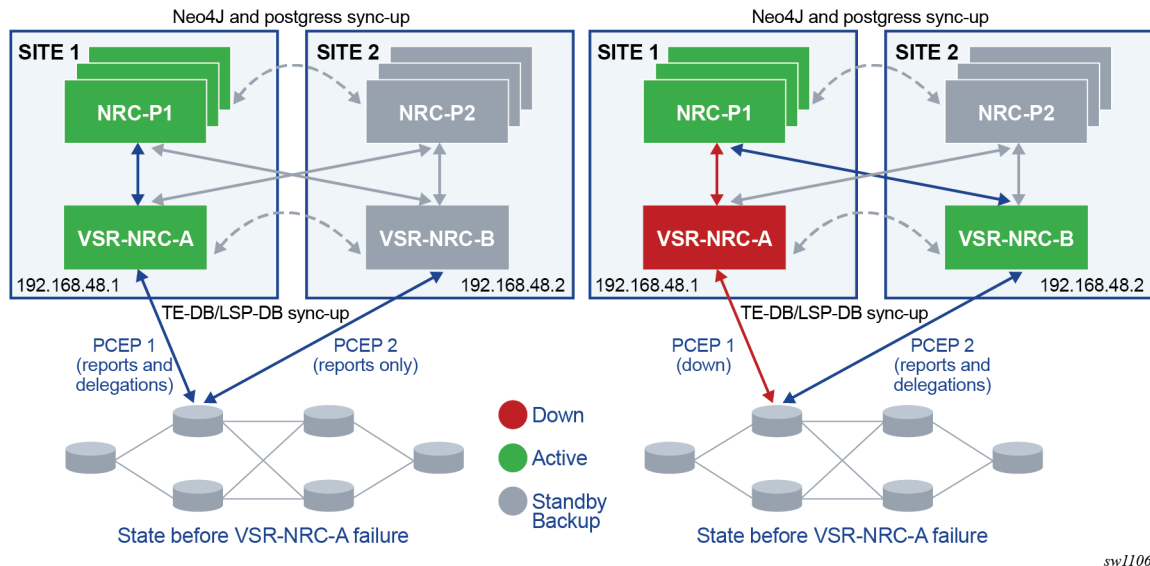 Neo4J and postgress sync-up
SITE 1
SITE 2
NRC-P1
NRC-P2
VSR-NRC-A
VSR-NRC-B
192.168.48.1
192.168.48.2
TE-DB/LSP-DB sync-up
PCEP 1
(reports and
delegations)
PCEP 2
(reports only)
State before VSR-NRC-A failure
Down
Active
Standby
Backup
Neo4J and postgress sync-up
SITE 1
SITE 2
NRC-P1
NRC-P2
VSR-NRC-A
VSR-NRC-B
192.168.48.1
192.168.48.2
TE-DB/LSP-DB sync-up
PCEP 1
(down)
PCEP 2
(reports and
delegations)
State before VSR-NRC-A failure
sw1106